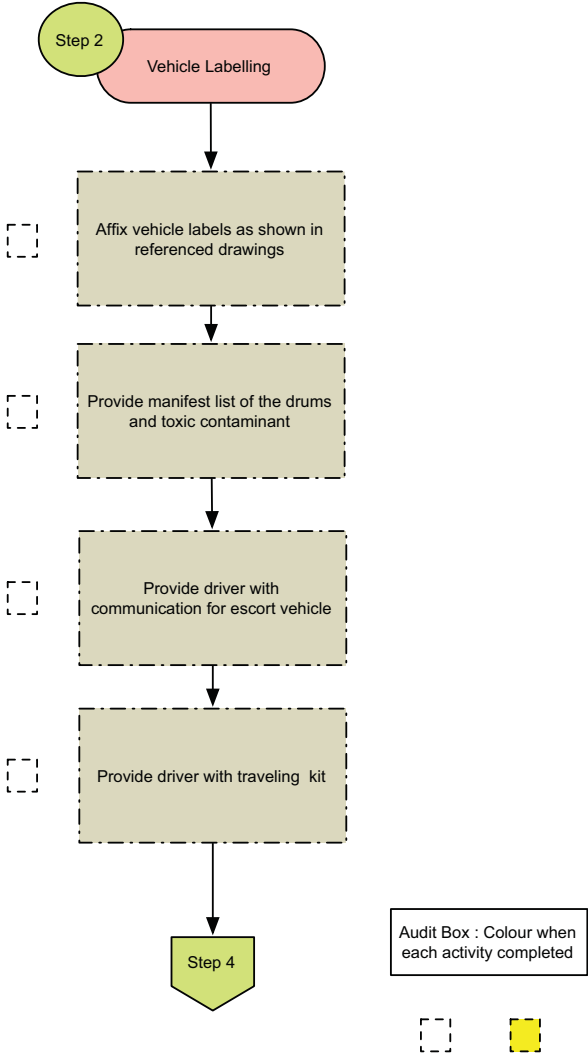 Step 2
Vehicle Labelling
Affix vehicle labels as shown in
referenced drawings
Provide manifest list of the drums
and toxic contaminant
Provide driver with
communication for escort vehicle
Provide driver with traveling kit
Step 4
Audit Box : Colour when
each activity completed